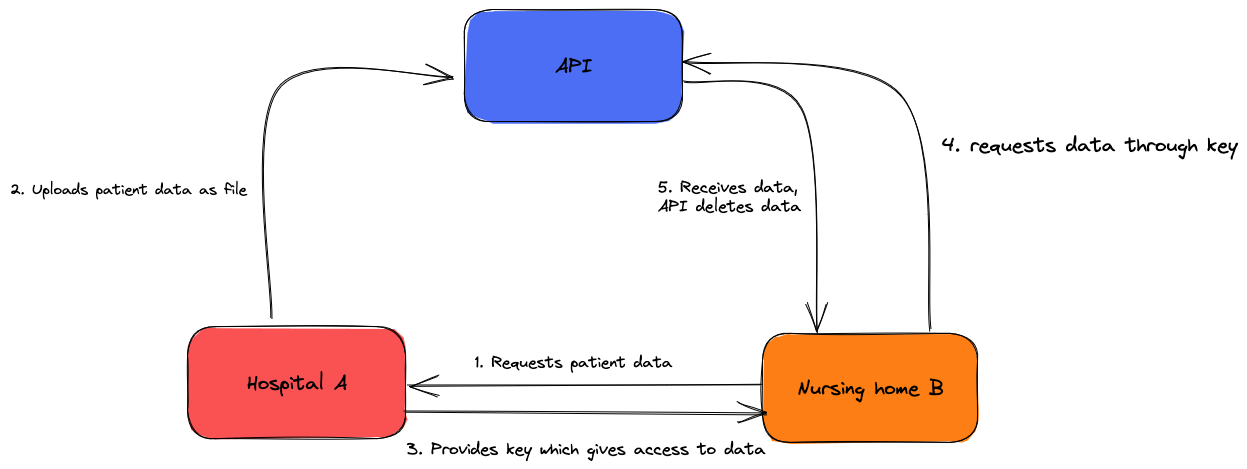 API
4. requests data through key
2. Uploads patient data as file
5. Receives data,
API deletes data
1. Requests patient data
Hospital A
Nursing home B
3. Provides key which gives access to data